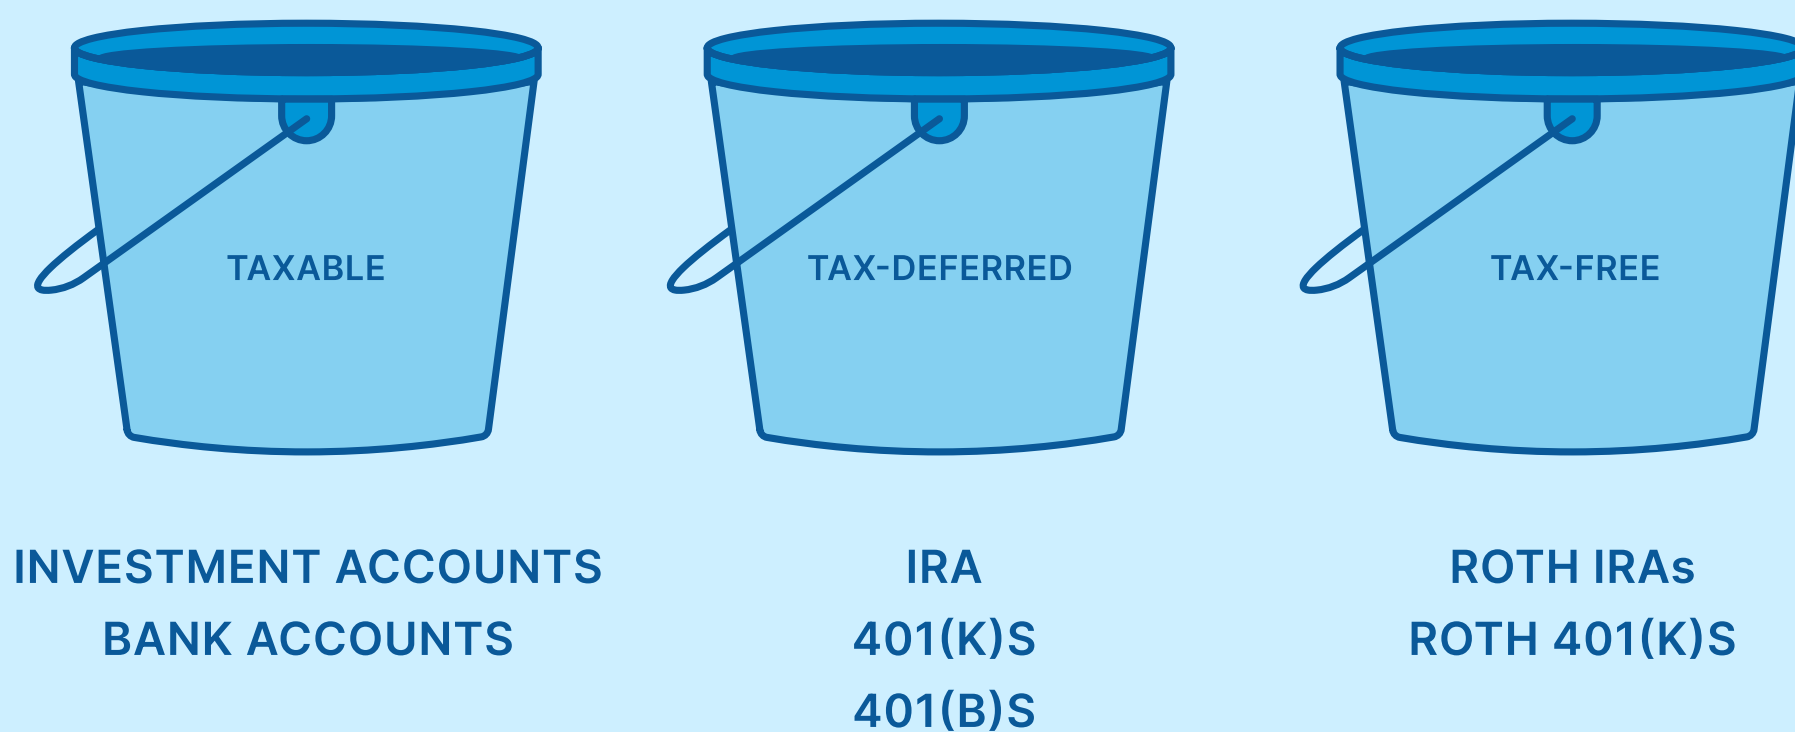 TAXABLE
TAX-DEFERRED
TAX-FREE
INVESTMENT ACCOUNTS
BANK ACCOUNTS
IRA
401(K)S
401(B)S
ROTH IRAs
ROTH 401(K)S